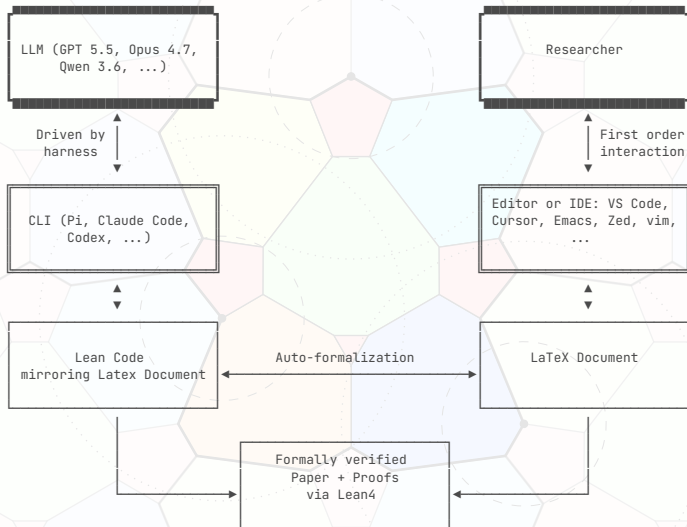 LLM (GPT 5.5, Opus 4.7,
Qwen 3.6, ...)
Researcher
Driven by
harness
First order
interaction
CLI (Pi, Claude Code,
Codex, ...)
Editor or IDE: VS Code,
Cursor, Emacs, Zed, vim,
...
Lean Code
mirroring Latex Document
Auto-formalization
LaTeX Document
Formally verified
Paper + Proofs
via Lean4